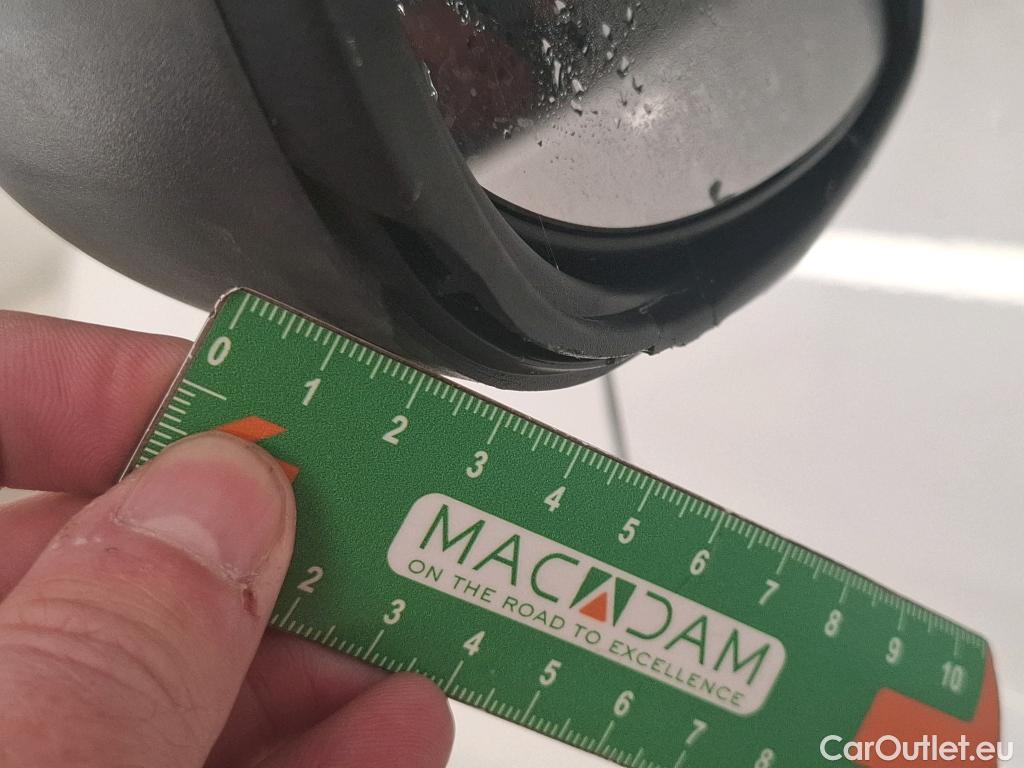 0 1 2 3 4 5 6 7 8 9 10
MACADAM
ON THE ROAD TO EXCELLENCE
2 3 4 5 6 7 8
CarOutlet.eu